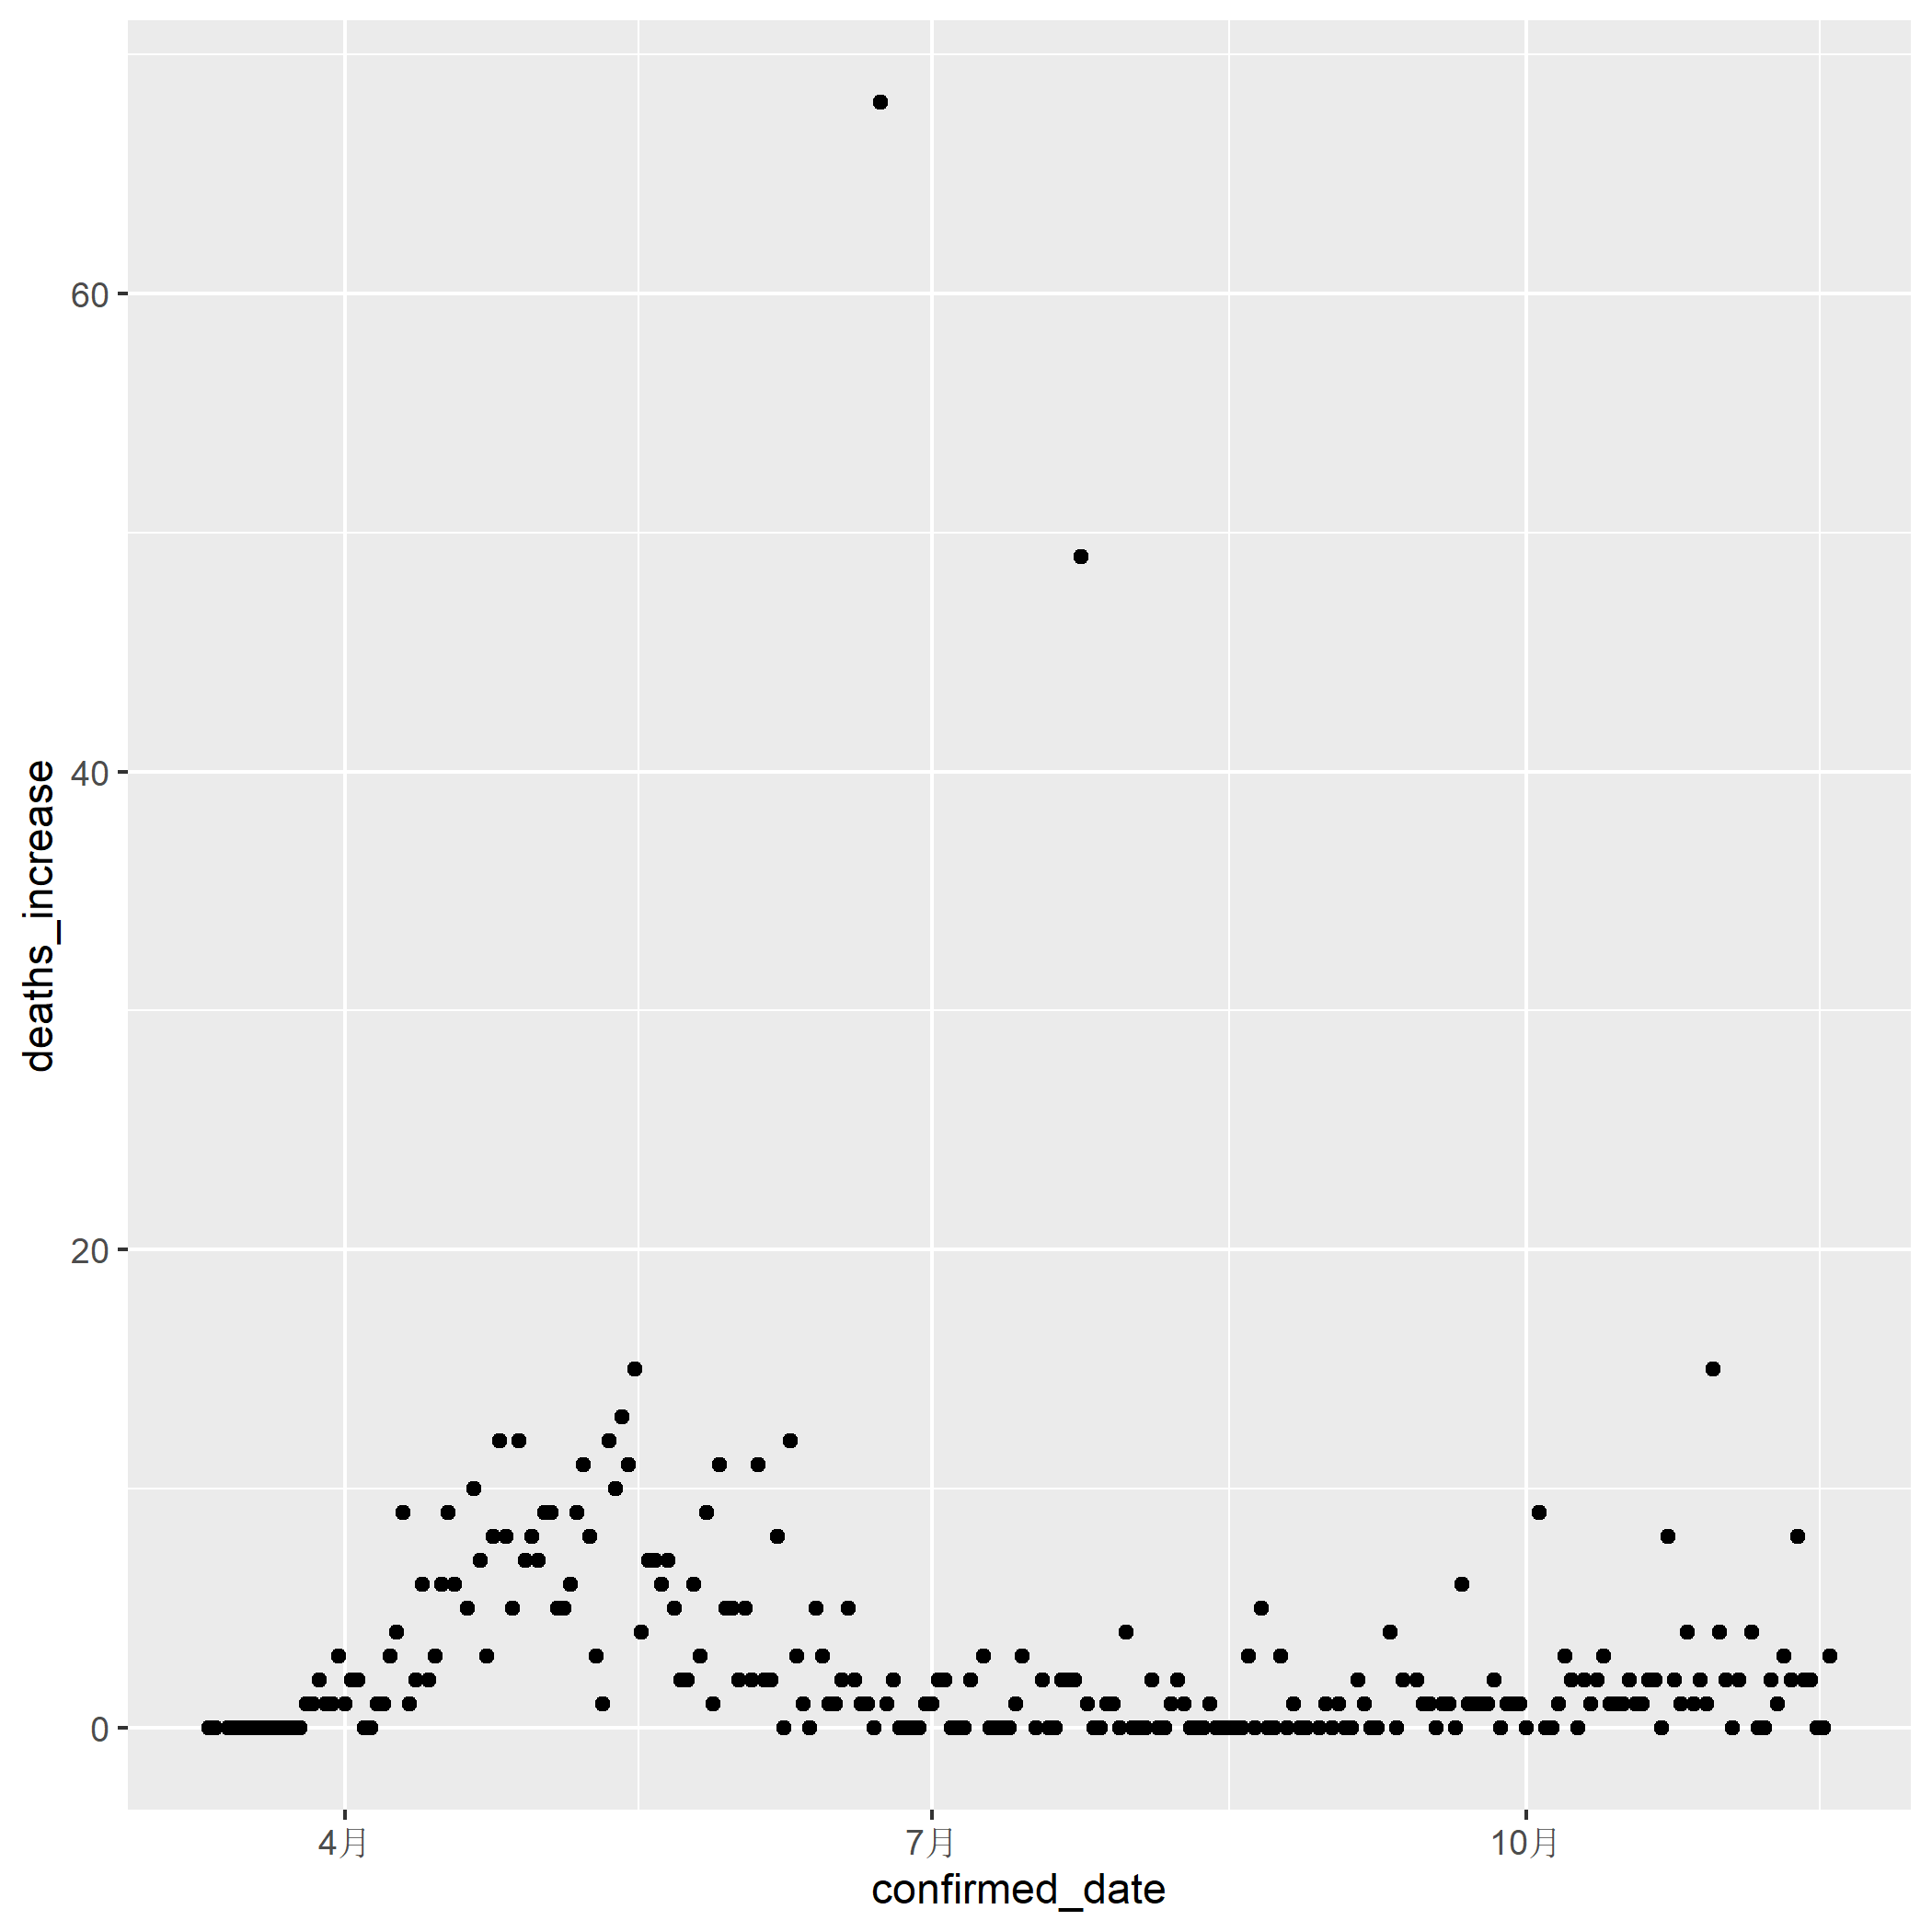 deaths_increase
60
40
20
0
4月
7月
10月
confirmed_date